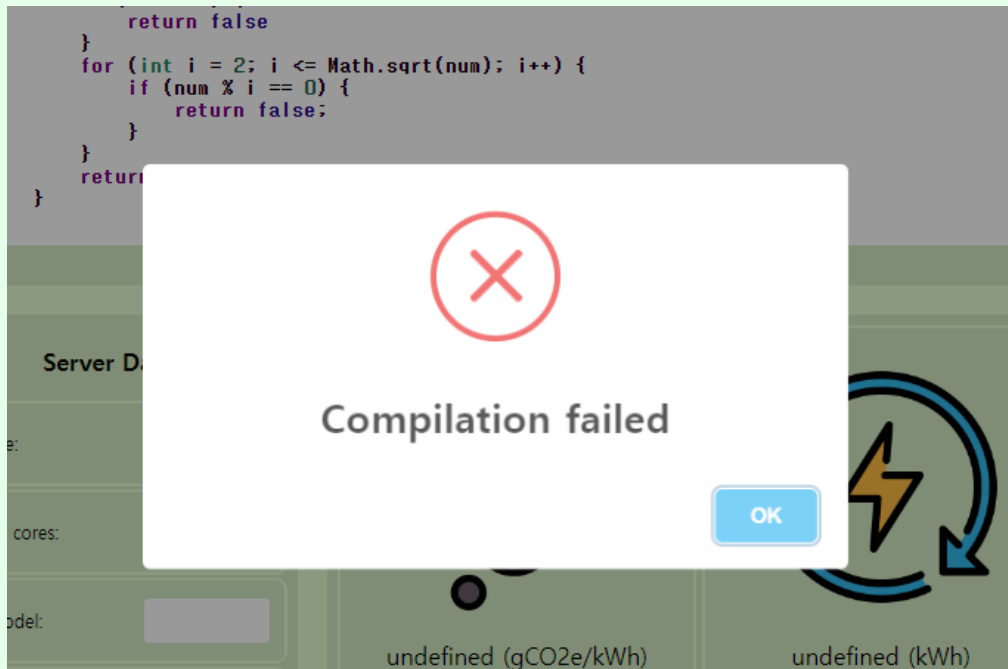 return false
}
for (int i = 2; i <= Math.sqrt(num); i++) {
if (num % i == 0) {
return false;
}
}
return
}
Compilation failed
OK
Server Da
e:
cores:
odel:
undefined (gCO2e/kWh)
undefined (kWh)